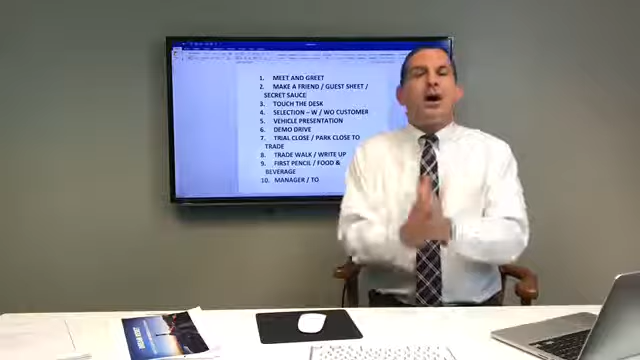 1. MEET AND GREET
2. MAKE A FRIEND / GUEST SHEET /
SECRET SAUCE
3. TOUCH THE DESK
4. SELECTION – W / WO CUSTOMER
5. VEHICLE PRESENTATION
6. DEMO DRIVE
7. TRIAL CLOSE / PARK CLOSE TO
TRADE
8. TRADE WALK / WRITE UP
9. FIRST PENCIL / FOOD &
BEVERAGE
10. MANAGER / TO